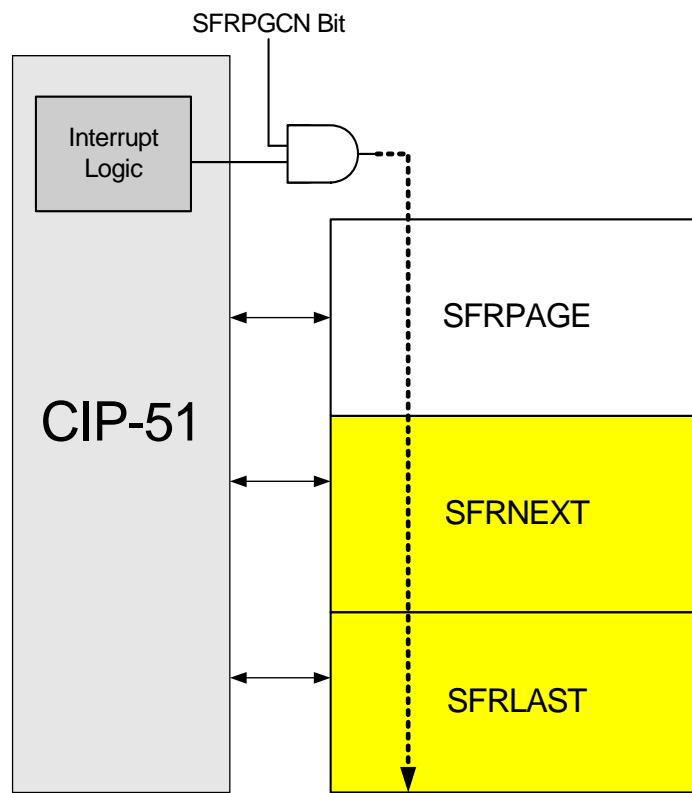 SFRPGCN Bit
Interrupt
Logic
CIP-51
SFRPAGE
SFRNEXT
SFRLAST